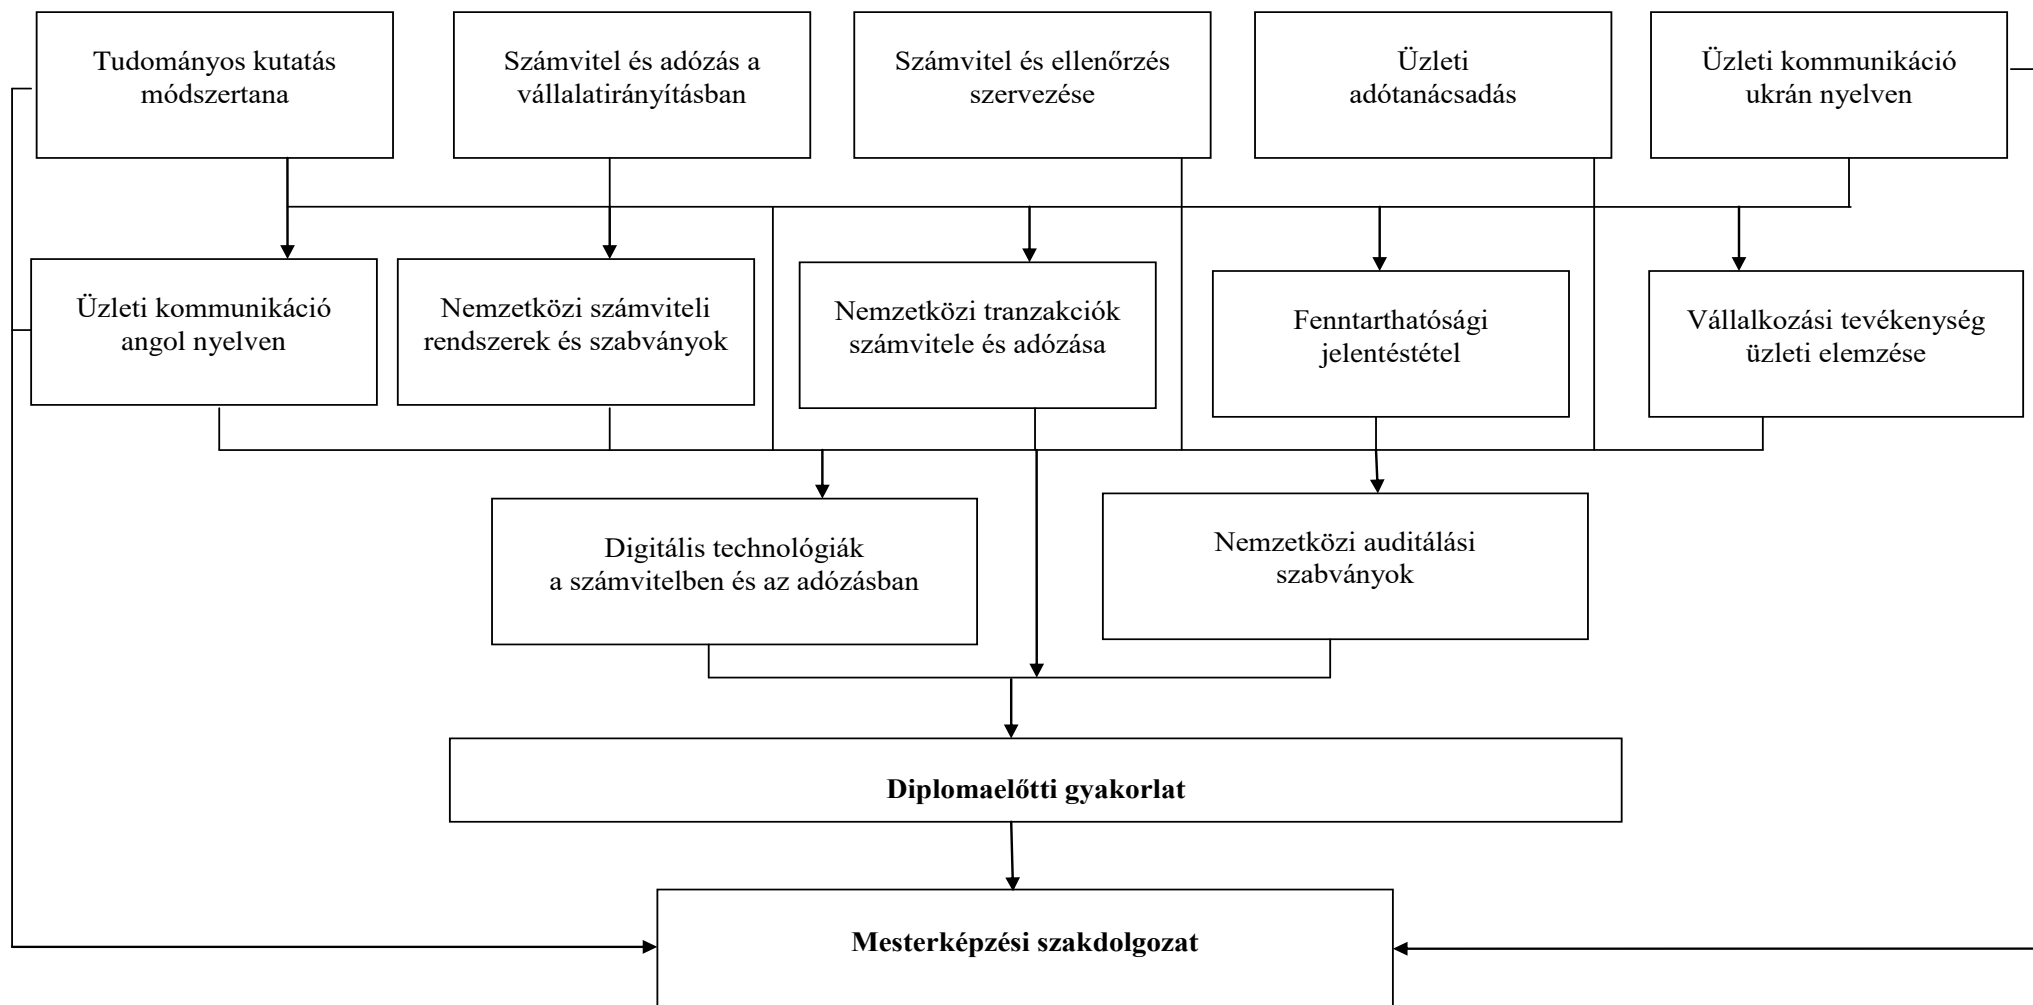 Tudományos kutatás
módszertana
Számvitel és adózás a
vállalatirányításban
Számvitel és ellenőrzés
szervezése
Üzleti
adótanácsadás
Üzleti kommunikáció
ukrán nyelven
Üzleti kommunikáció
angol nyelven
Nemzetközi számviteli
rendszerek és szabványok
Nemzetközi tranzakciók
számvitele és adózása
Fenntarthatósági
jelentéstétel
Vállalkozási tevékenység
üzleti elemzése
Digitális technológiák
a számvitelben és az adózásban
Nemzetközi auditálási
szabványok
Diplomaelőtti gyakorlat
Mesterképzési szakdolgozat